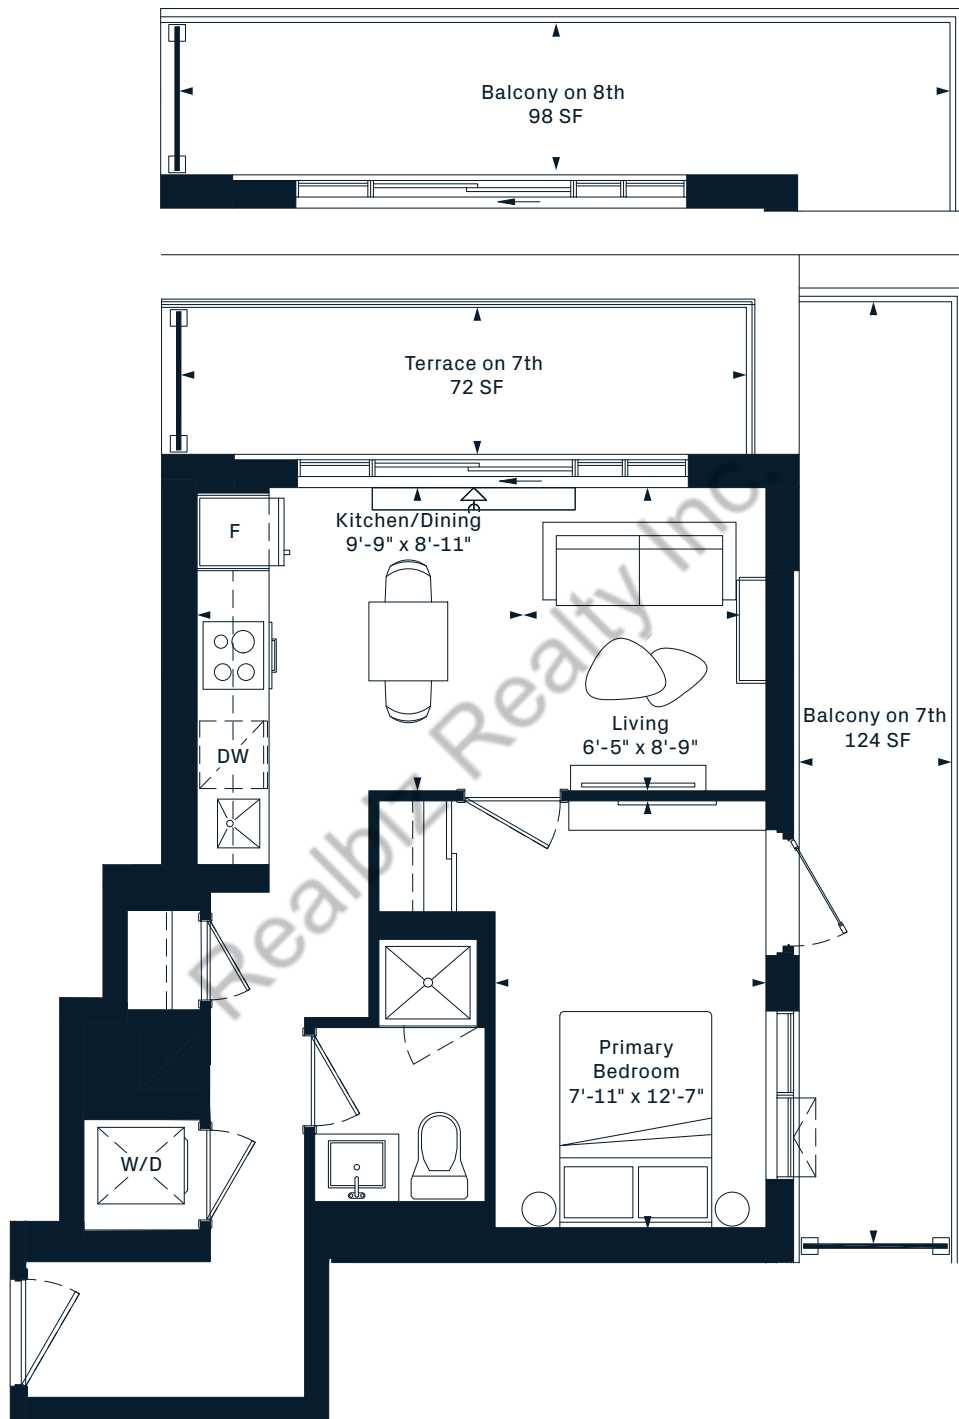 Balcony on 8th
98 SF
Terrace on 7th
72 SF
F
Kitchen/Dining
9'-9" x 8'-11"
Living
6'-5" x 8'-9"
Balcony on 7th
124 SF
DW
Primary
Bedroom
7'-11" x 12'-7"
W/D
Realbiz Realty Inc.